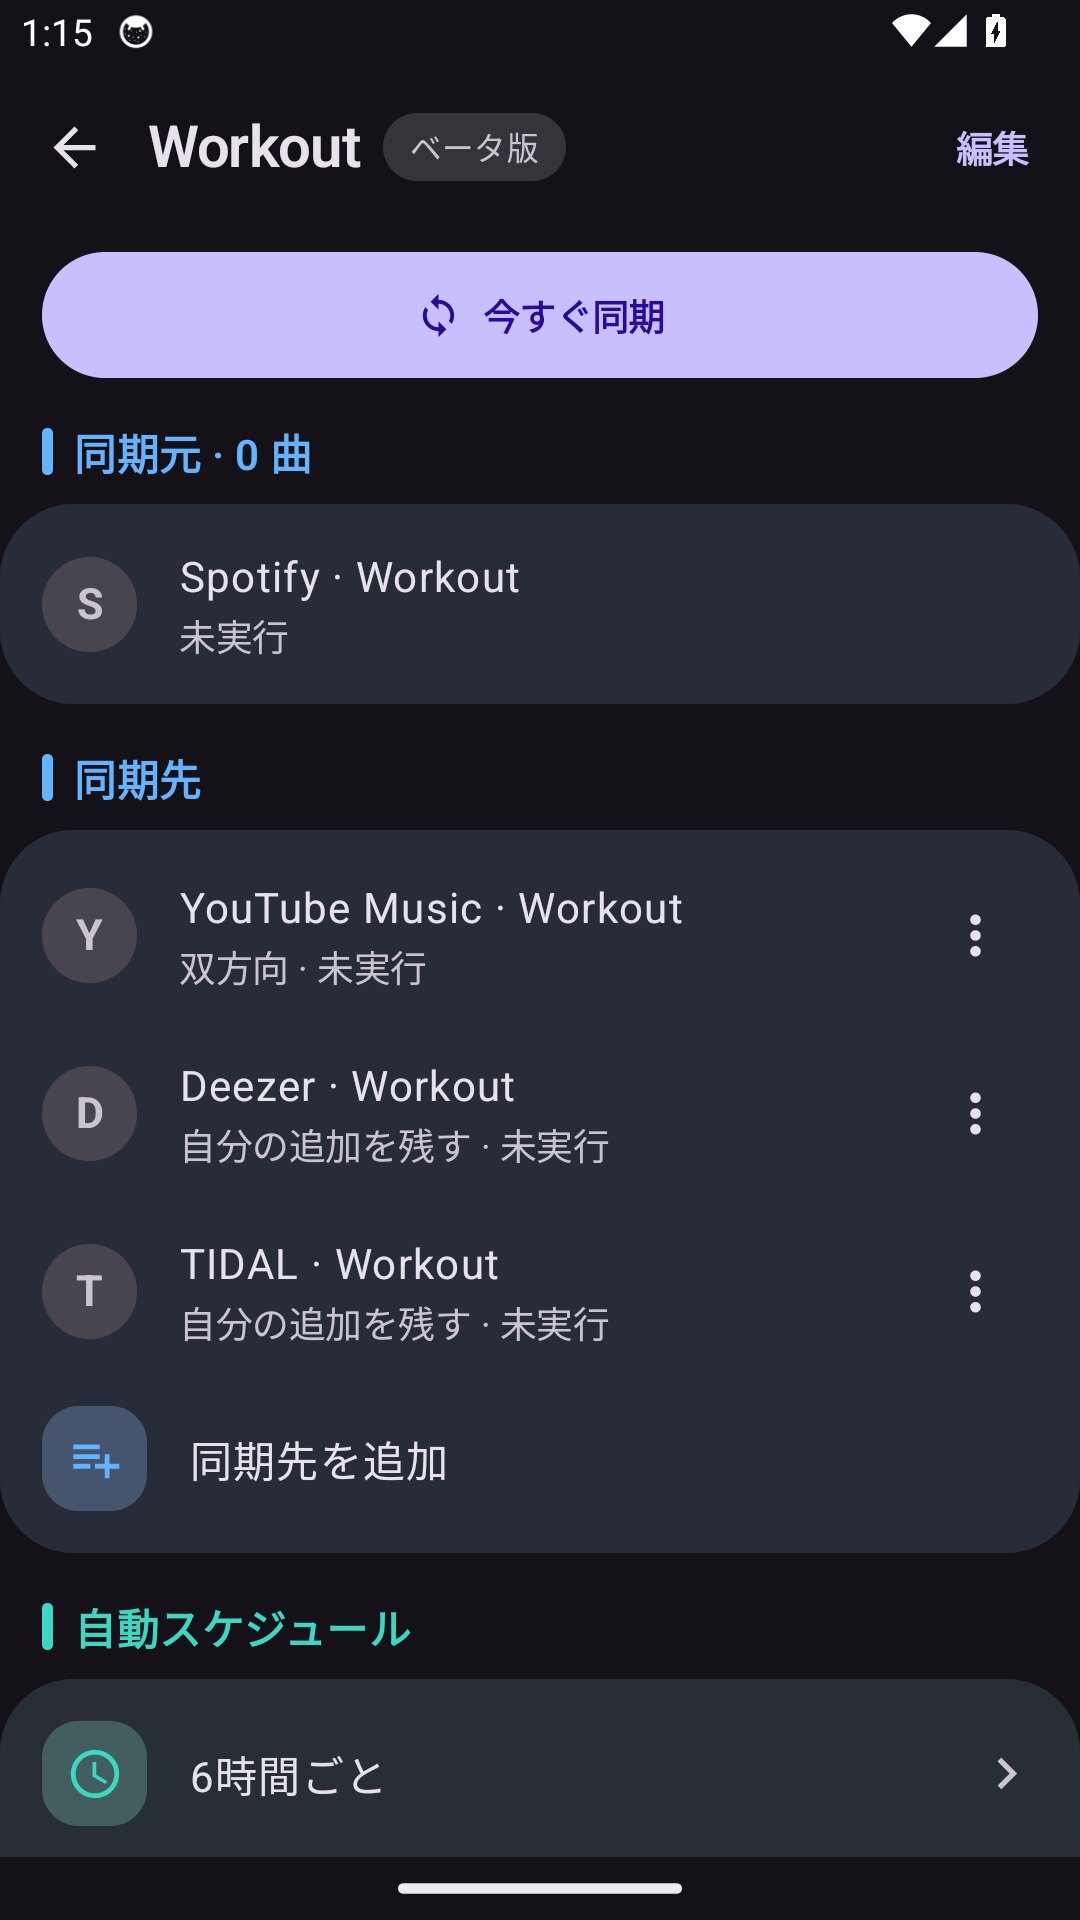 1:15
Workout
ベータ版
編集
今すぐ同期
同期元 · 0 曲
S
Spotify · Workout
未実行
同期先
Y
YouTube Music · Workout
双方向 · 未実行
D
Deezer · Workout
自分の追加を残す · 未実行
T
TIDAL · Workout
自分の追加を残す · 未実行
同期先を追加
自動スケジュール
6時間ごと